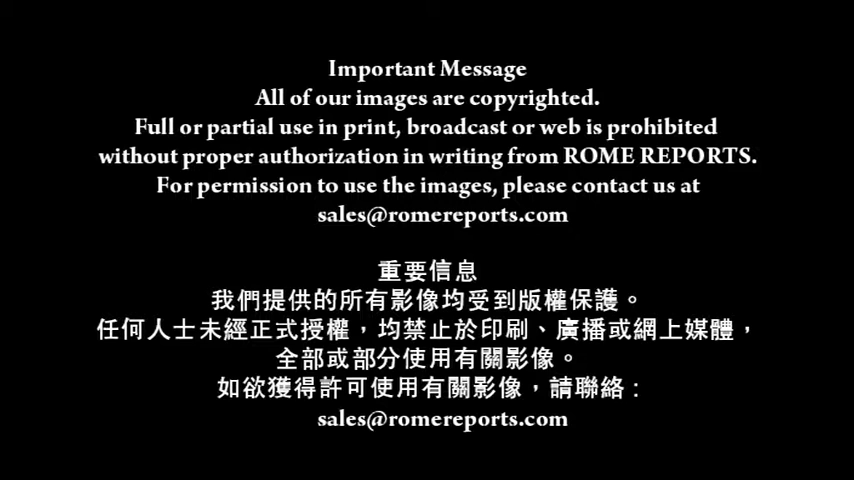 Important Message
All of our images are copyrighted.
Full or partial use in print, broadcast or web is prohibited
without proper authorization in writing from ROME REPORTS.
For permission to use the images, please contact us at
sales@romereports.com
重要信息
我們提供的所有影像均受到版權保護。
任何人士未經正式授權，均禁止於印刷、廣播或網上媒體，
全部或部分使用有關影像。
如欲獲得許可使用有關影像，請聯絡：
sales@romereports.com